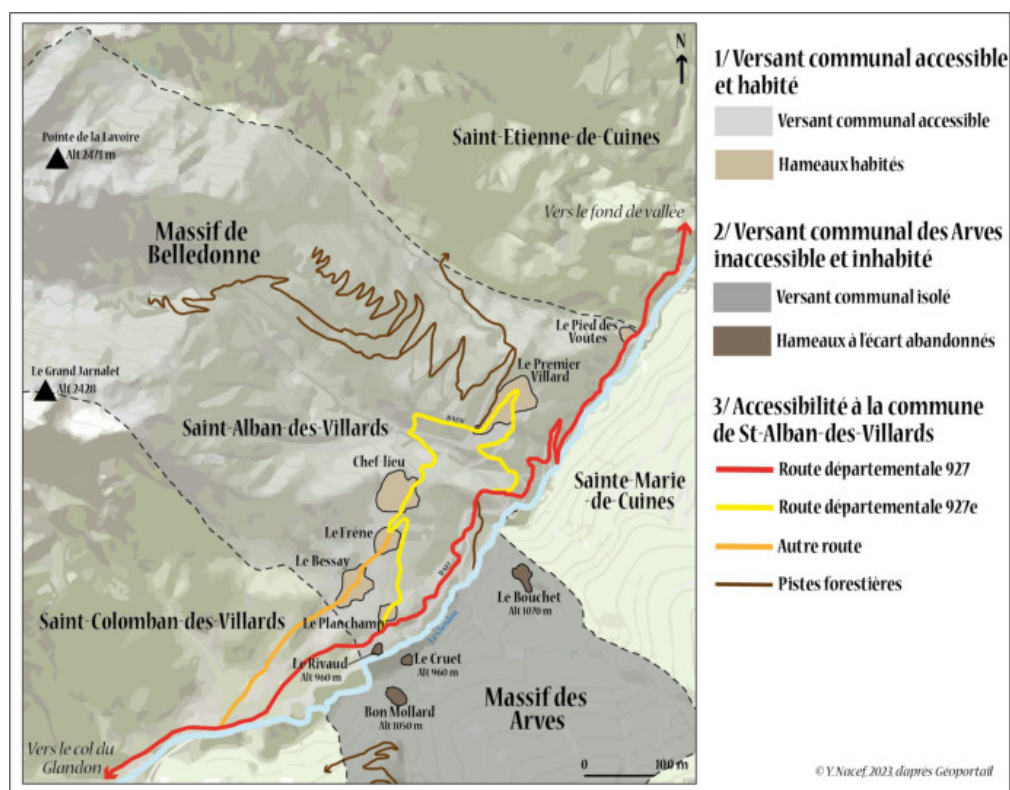 N
Pointe de la Lavoire
Alt 2471 m
Saint-Etienne-de-Cuines
Vers le fond de vallée
Massif de
Belledonne
Le Pied des
Voûtes
Le Premier
Villard
Le Grand Jarnalet
Alt 2428
Saint-Alban-des-Villards
Chef-lieu
Sainte-Marie
-de-Cuines
Le Frêne
Le Bessay
D 927
Le Bouchet
Alt 1070 m
Saint-Colomban-des-Villards
Le Planchamp
Le Glandon
Le Rivaud
Alt 960 m
Le Cruet
Alt 960 m
Bon Mollard
Alt 1050 m
Massif des
Arves
Vers le col du
Glandon
0 100 m
1/ Versant communal accessible
et habité
Versant communal accessible
Hameaux habités
2/ Versant communal des Arves
inaccessible et inhabité
Versant communal isolé
Hameaux à l'écart abandonnés
3/ Accessibilité à la commune
de St-Alban-des-Villards
Route départementale 927
Route départementale 927e
Autre route
Pistes forestières
© Y. Nacef, 2023, d'après Géoportail